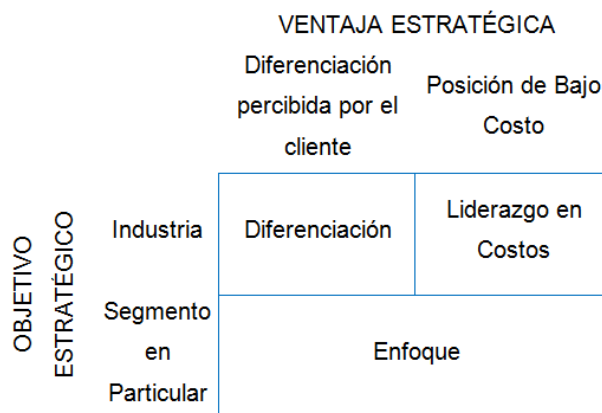 VENTAJA ESTRATÉGICA
Diferenciación
percibida por el
cliente
Posición de Bajo
Costo
OBJETIVO
ESTRATÉGICO
Industria
Diferenciación
Liderazgo en
Costos
Segmento
en
Particular
Enfoque